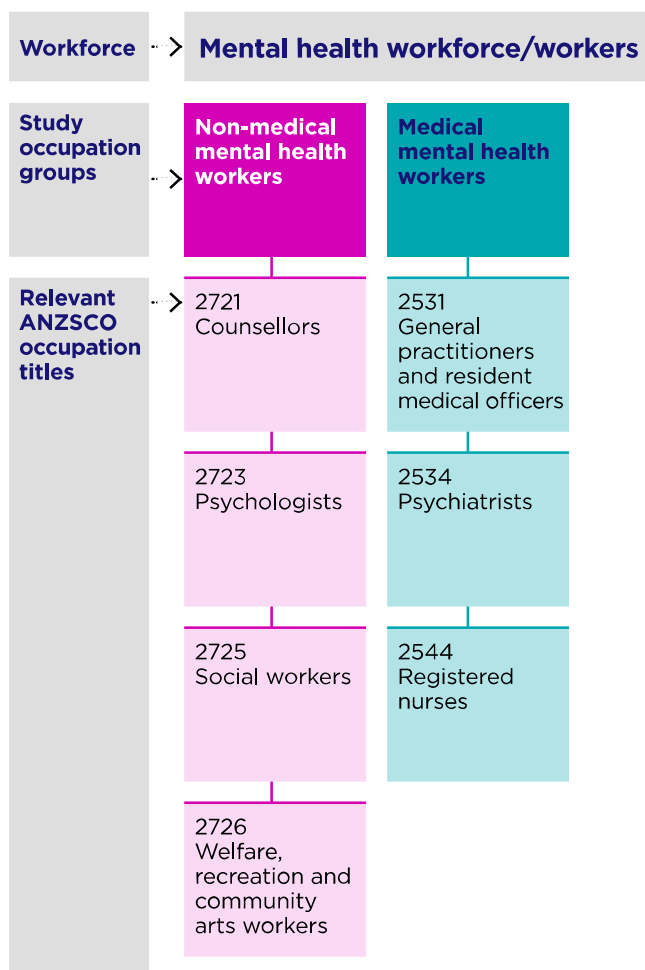 Workforce
Mental health workforce/workers
Study
occupation
groups
Non-medical
mental health
workers
Medical
mental health
workers
Relevant
ANZSCO
occupation
titles
2721
Counsellors
2531
General
practitioners
and resident
medical officers
2723
Psychologists
2534
Psychiatrists
2725
Social workers
2544
Registered
nurses
2726
Welfare,
recreation and
community
arts workers